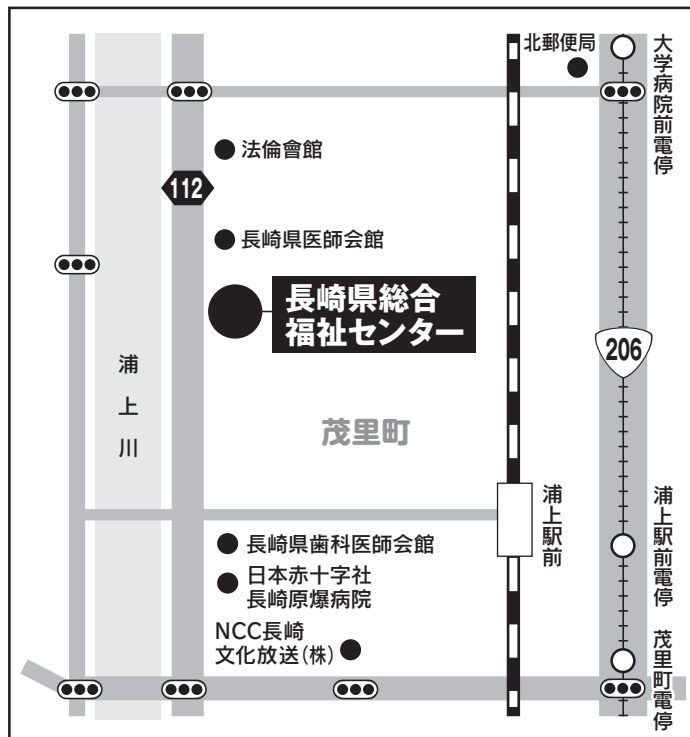 北郵便局
大学病院前電停
法倫會館
112
長崎県医師会館
長崎県総合
福祉センター
206
浦上川
茂里町
浦上駅前
浦上駅前電停
長崎県歯科医師会館
日本赤十字社
長崎原爆病院
NCC長崎
文化放送(株)
茂里町電停